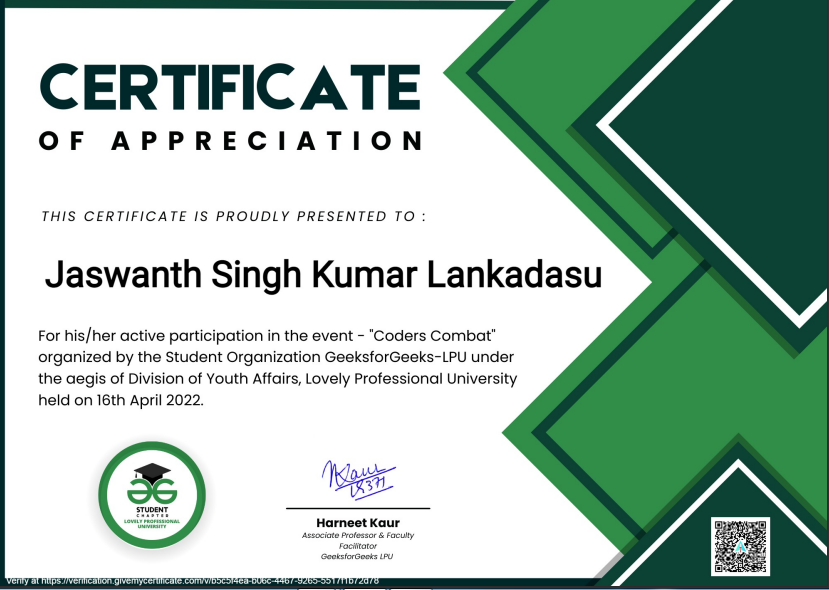 CERTIFICATE
OF APPRECIATION
THIS CERTIFICATE IS PROUDLY PRESENTED TO :
Jaswanth Singh Kumar Lankadasu
For his/her active participation in the event - "Coders Combat"
organized by the Student Organization GeeksforGeeks-LPU under
the aegis of Division of Youth Affairs, Lovely Professional University
held on 16th April 2022.
STUDENT
CHAPTER
LOVELY PROFESSIONAL
UNIVERSITY
NKaur
18371
Harneet Kaur
Associate Professor & Faculty
Facilitator
GeeksforGeeks LPU
Verify at https://verification.givemycertificate.com/v/b5c5f4ea-b06c-4467-9265-5517f1b72d78